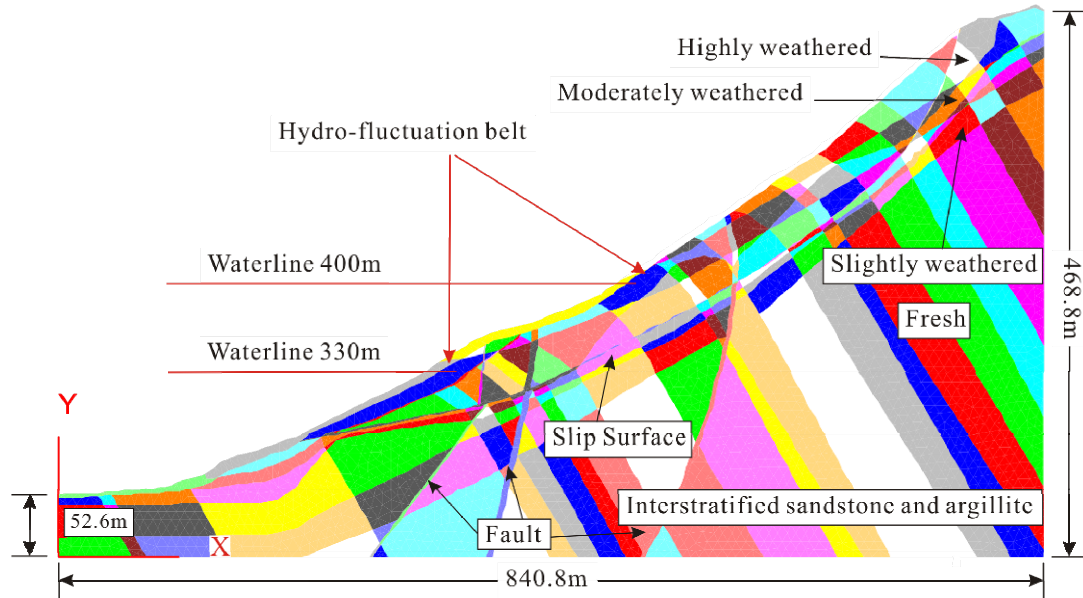 Highly weathered
Moderately weathered
Hydro-fluctuation belt
Waterline 400m
Slightly weathered
468.8m
Fresh
Waterline 330m
Y
Slip Surface
Interstratified sandstone and argillite
52.6m
Fault
X
840.8m